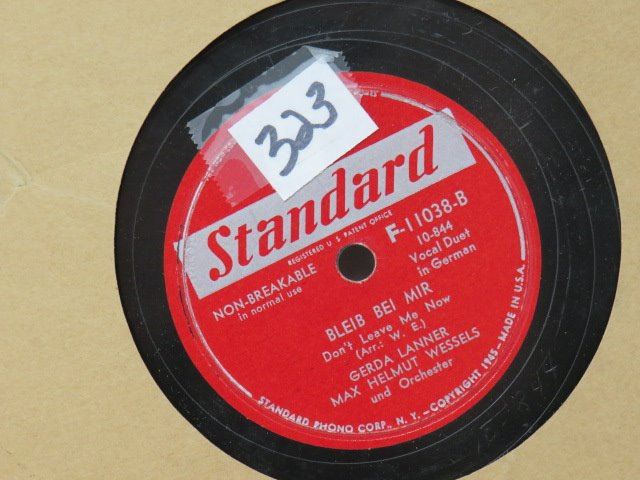 323
Standard
REGISTERED U.S. PATENT OFFICE
NON-BREAKABLE
in normal use
F-11038-B
10-844
Vocal Duet
in German
BLEIB BEI MIR
Don't Leave Me Now
(Arr.: W. E.)
GERDA LANNER
MAX HELMUT WESSELS
und Orchester
STANDARD PHONO CORP., N. Y.—COPYRIGHT 1955—MADE IN U.S.A.